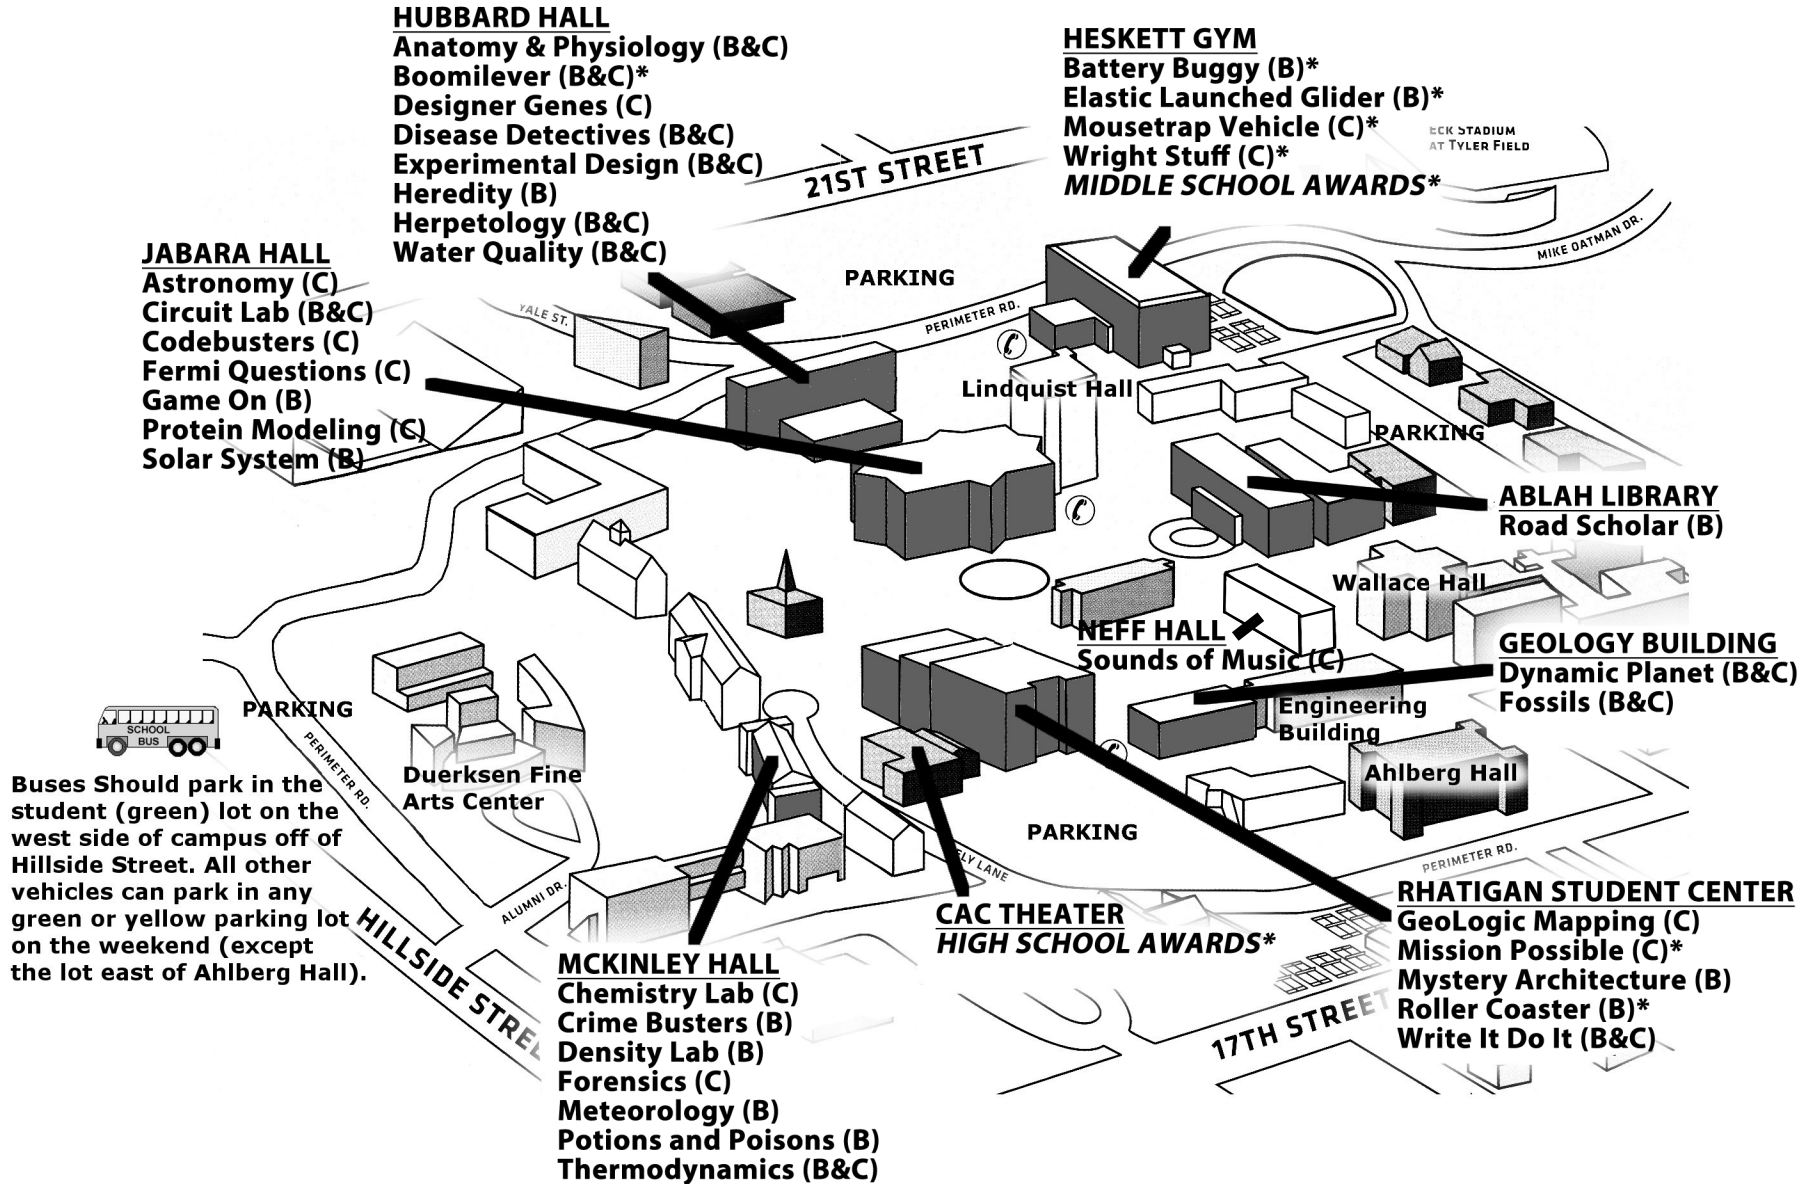 HUBBARD HALL
Anatomy & Physiology (B&C)
Boomilever (B&C)*
Designer Genes (C)
Disease Detectives (B&C)
Experimental Design (B&C)
Heredity (B)
Herpetology (B&C)
Water Quality (B&C)
HESKETT GYM
Battery Buggy (B)*
Elastic Launched Glider (B)*
Mousetrap Vehicle (C)*
Wright Stuff (C)*
MIDDLE SCHOOL AWARDS*
ECK STADIUM
AT TYLER FIELD
21ST STREET
MIKE OATMAN DR.
JABARA HALL
Astronomy (C)
Circuit Lab (B&C)
Codebusters (C)
Fermi Questions (C)
Game On (B)
Protein Modeling (C)
Solar System (B)
PARKING
YALE ST.
PERIMETER RD.
Lindquist Hall
PARKING
ABLAH LIBRARY
Road Scholar (B)
Wallace Hall
NEFF HALL
Sounds of Music (C)
GEOLOGY BUILDING
Dynamic Planet (B&C)
Fossils (B&C)
Engineering
Building
Ahlberg Hall
SCHOOL
BUS
PARKING
PERIMETER RD.
Buses Should park in the
student (green) lot on the
west side of campus off of
Hillside Street. All other
vehicles can park in any
green or yellow parking lot
on the weekend (except
the lot east of Ahlberg Hall).
Duerksen Fine
Arts Center
PARKING
ELY LANE
PERIMETER RD.
ALUMNI DR.
HILLSIDE STREE
CAC THEATER
HIGH SCHOOL AWARDS*
RHATIGAN STUDENT CENTER
GeoLogic Mapping (C)
Mission Possible (C)*
Mystery Architecture (B)
Roller Coaster (B)*
Write It Do It (B&C)
17TH STREET
MCKINLEY HALL
Chemistry Lab (C)
Crime Busters (B)
Density Lab (B)
Forensics (C)
Meteorology (B)
Potions and Poisons (B)
Thermodynamics (B&C)